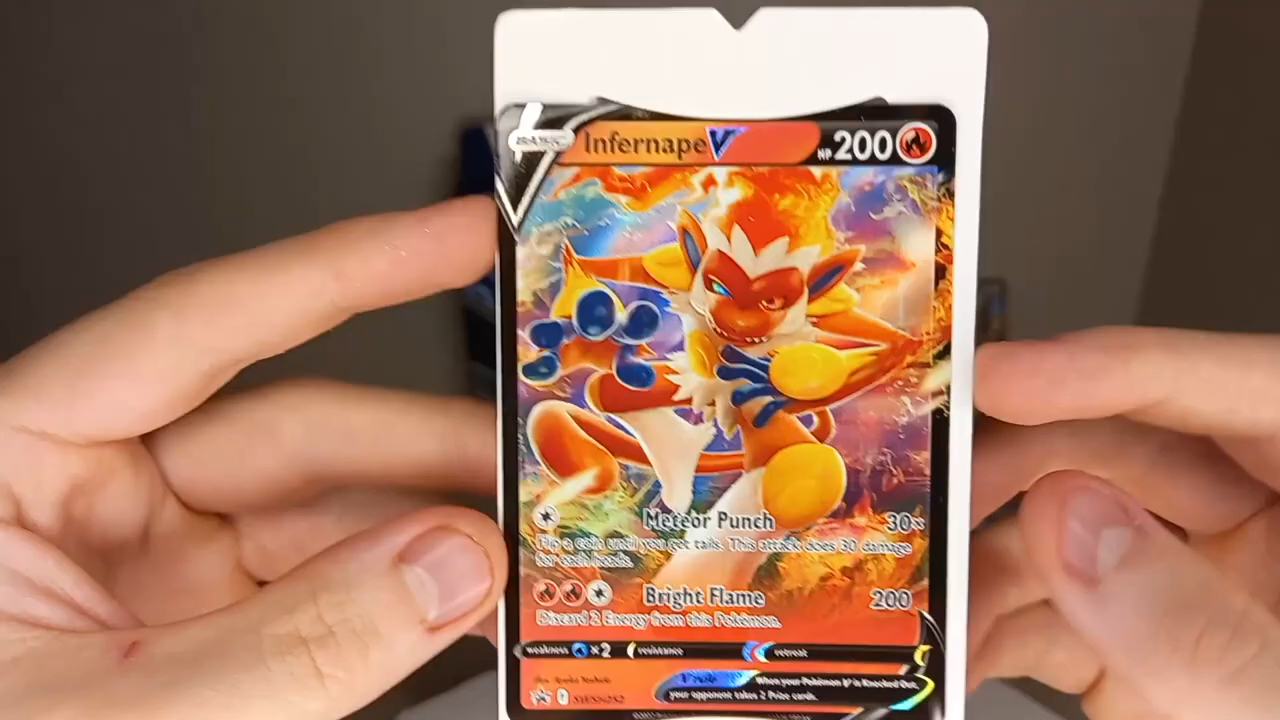 BASIC Infernape V HP 200
Meteor Punch 30×
Flip a coin until you get tails. This attack does 30 damage
for each heads.
Bright Flame 200
Discard 2 Energy from this Pokémon.
weakness ×2 resistance retreat
V rule When your Pokémon V is Knocked Out,
your opponent takes 2 Prize cards.